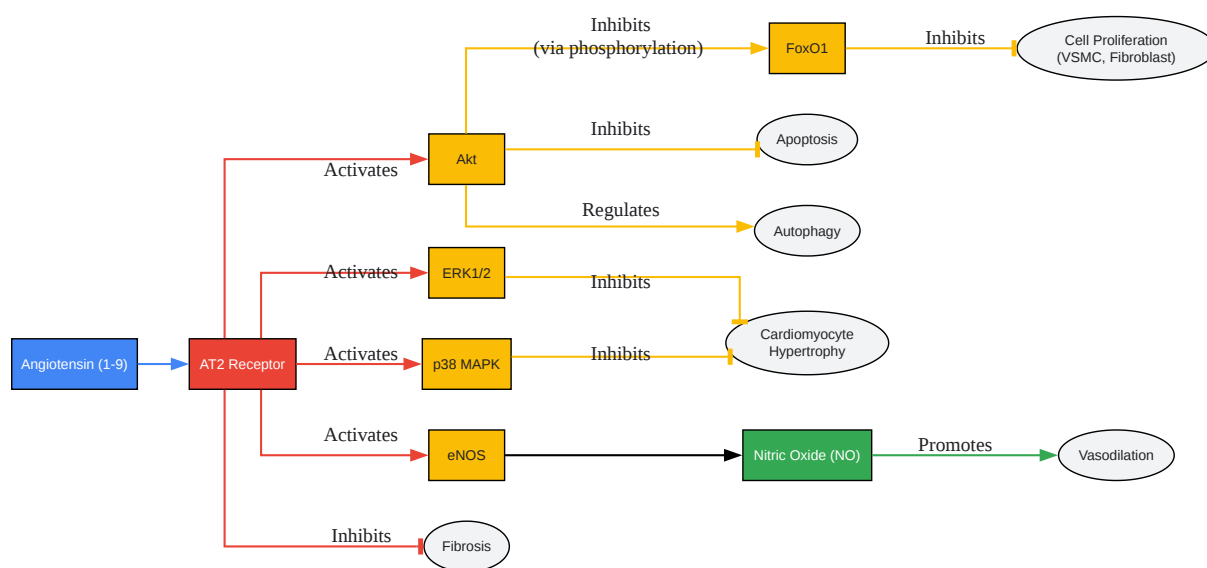 Inhibits
(via phosphorylation)
FoxO1
Inhibits
Cell Proliferation
(VSMC, Fibroblast)
Akt
Inhibits
Apoptosis
Activates
Regulates
Autophagy
Activates
ERK1/2
Inhibits
Cardiomyocyte
Hypertrophy
Angiotensin (1-9)
AT2 Receptor
Activates
p38 MAPK
Inhibits
Activates
eNOS
Nitric Oxide (NO)
Promotes
Vasodilation
Inhibits
Fibrosis